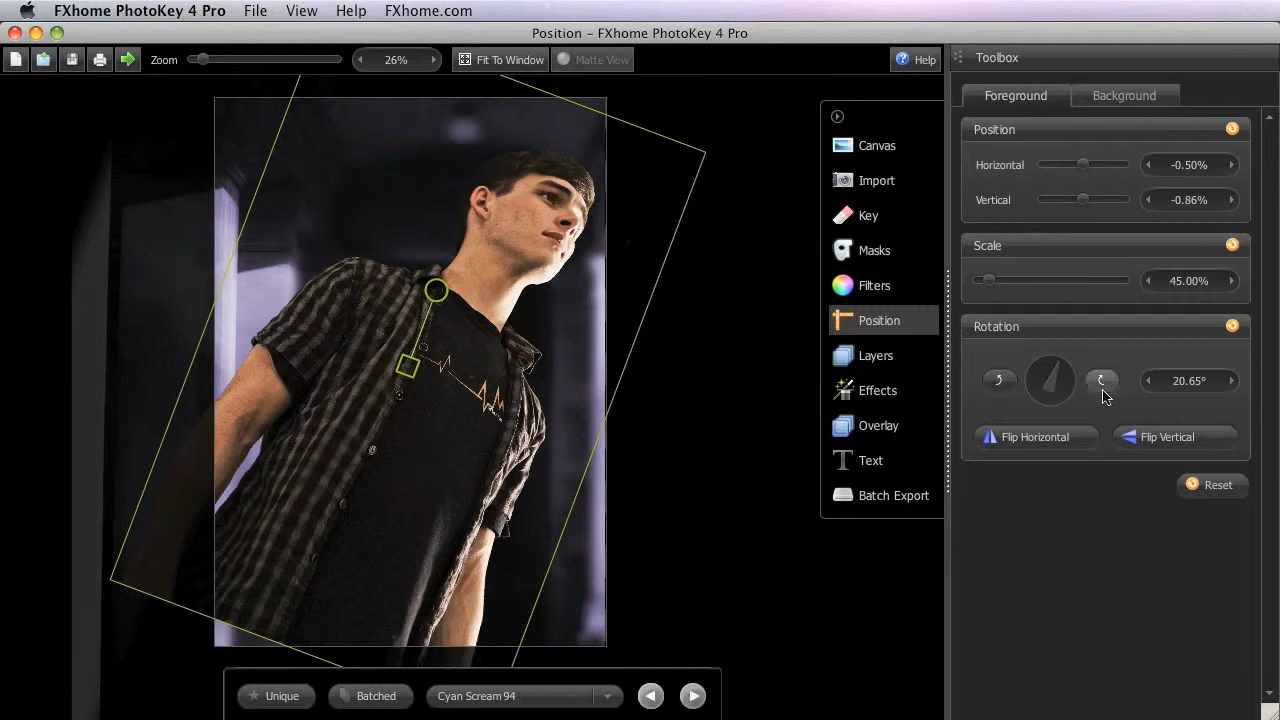 FXhome PhotoKey 4 Pro File View Help FXhome.com
Position – FXhome PhotoKey 4 Pro
Zoom 26% Fit To Window Matte View Help
Toolbox
Foreground Background
Position
Horizontal -0.50%
Vertical -0.86%
Scale
45.00%
Rotation
20.65°
Flip Horizontal Flip Vertical
Reset
Canvas
Import
Key
Masks
Filters
Position
Layers
Effects
Overlay
Text
Batch Export
Unique Batched Cyan Scream 94